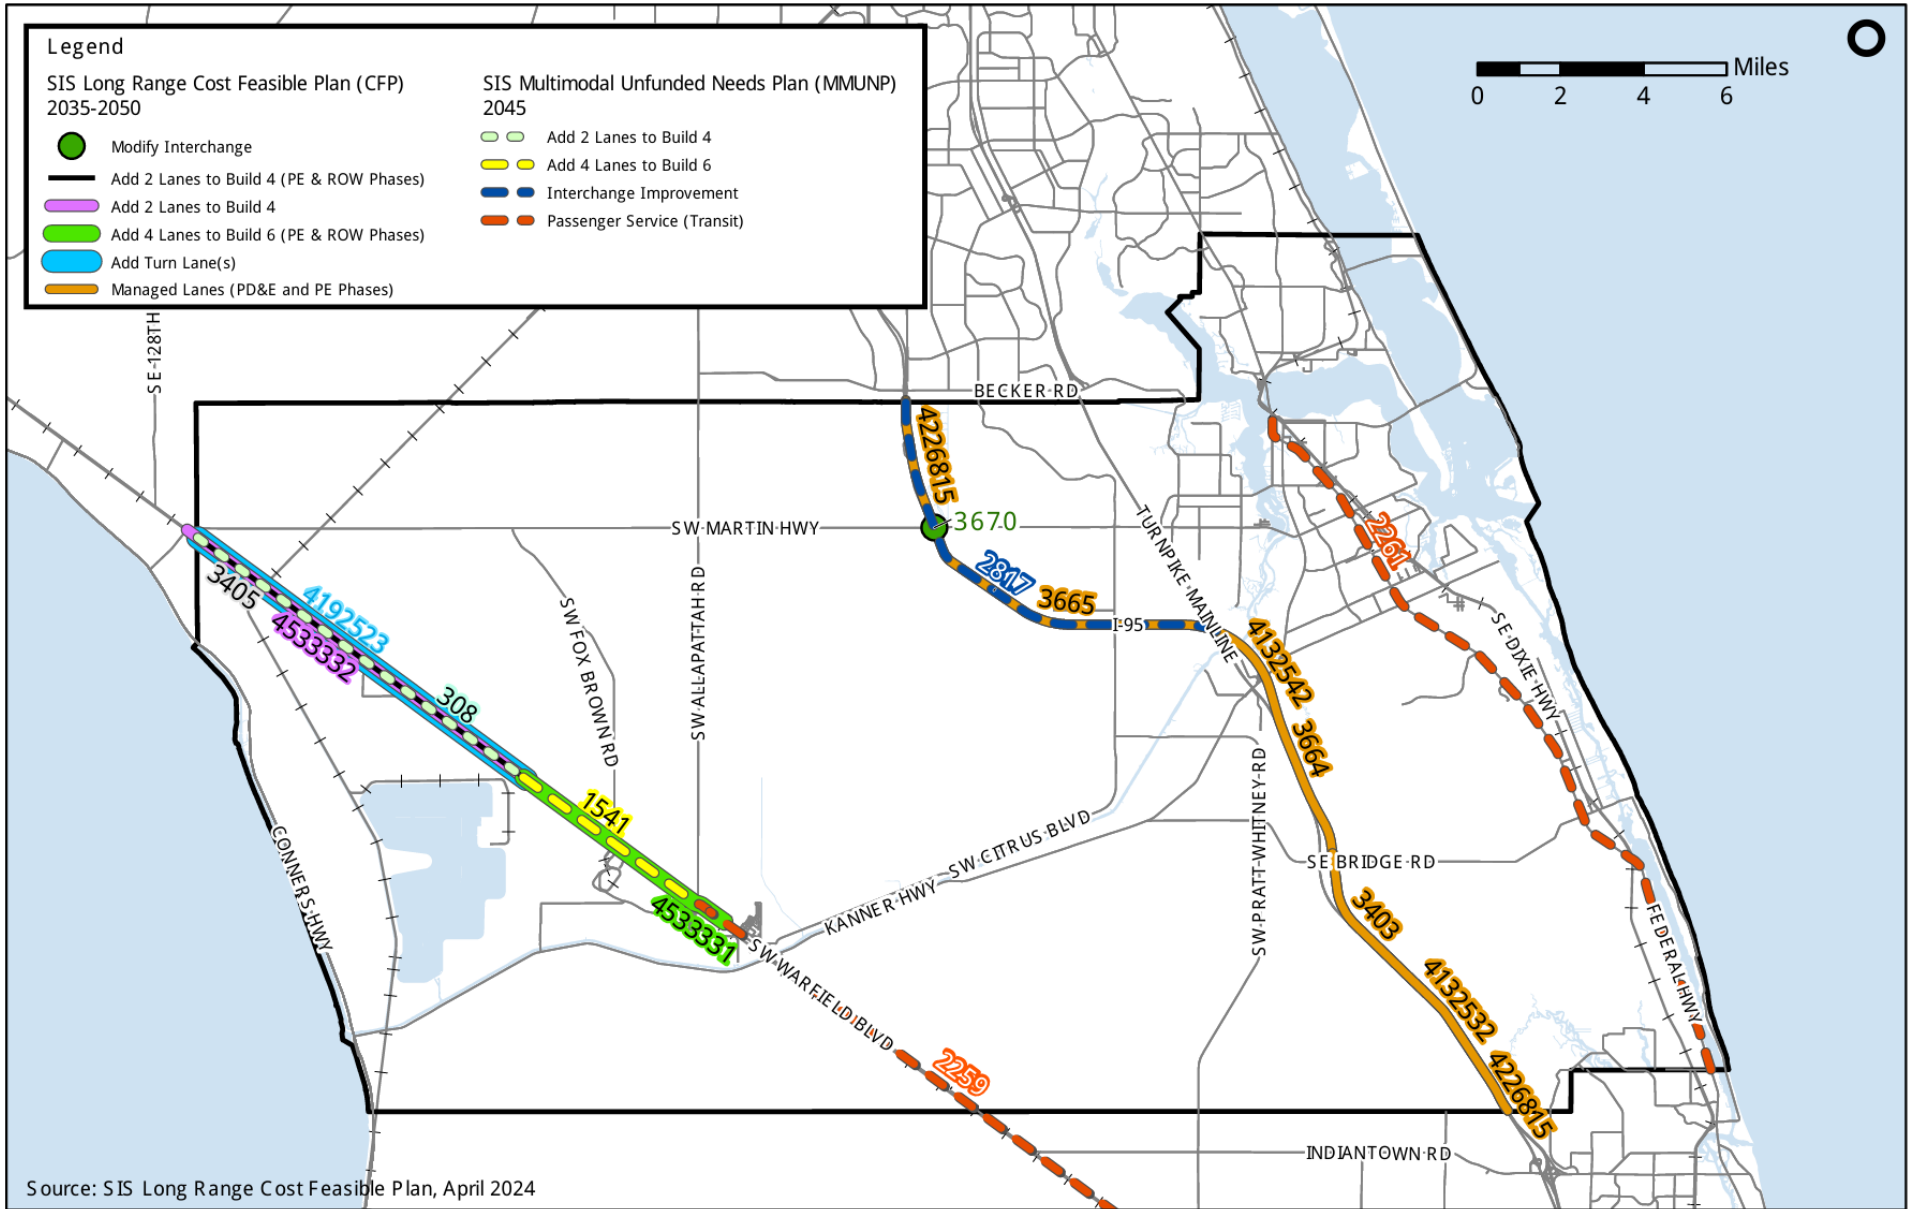 Legend
SIS Long Range Cost Feasible Plan (CFP)
2035-2050
Modify Interchange
Add 2 Lanes to Build 4 (PE & ROW Phases)
Add 2 Lanes to Build 4
Add 4 Lanes to Build 6 (PE & ROW Phases)
Add Turn Lane(s)
Managed Lanes (PD&E and PE Phases)
SIS Multimodal Unfunded Needs Plan (MMUNP)
2045
Add 2 Lanes to Build 4
Add 4 Lanes to Build 6
Interchange Improvement
Passenger Service (Transit)
Miles
0 2 4 6
SE 128TH
BECKER RD
4226815
3670
SW MARTIN HWY
TURNPIKE MAINLINE
2261
2817
3665
I-95
3405
4192523
4533332
SW FOX BROWN RD
SW ALLAPATTAH RD
4132542
SE DIXIE HWY
308
3664
SW PRATT WHITNEY RD
1541
CONNERS HWY
SW CITRUS BLVD
KANNER HWY
SE BRIDGE RD
4533331
3403
FEDERAL HWY
SW WARFIELD BLVD
4132532
2259
4226815
INDIANTOWN RD
Source: SIS Long Range Cost Feasible Plan, April 2024